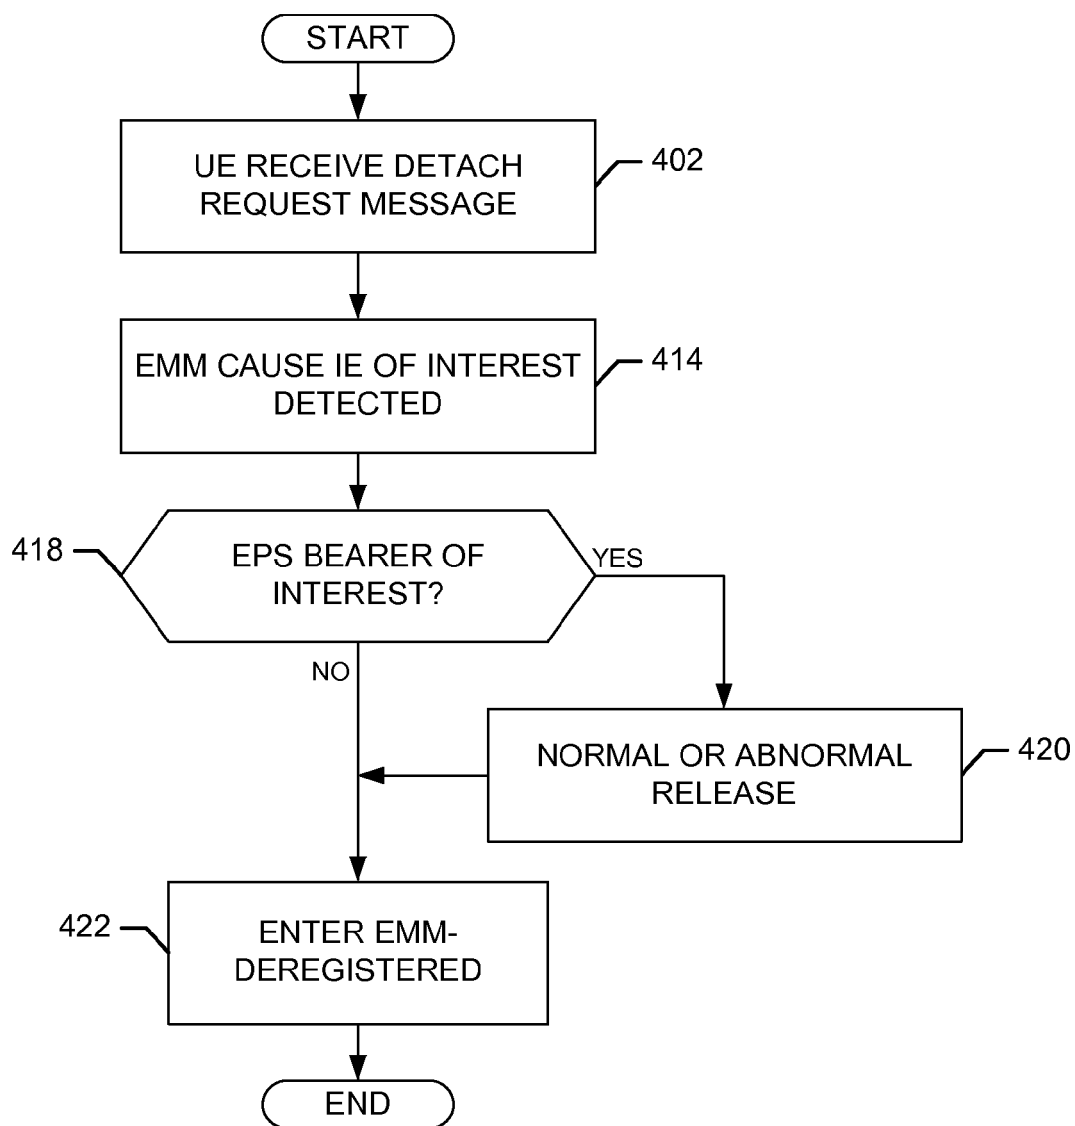 START
UE RECEIVE DETACH
REQUEST MESSAGE
402
EMM CAUSE IE OF INTEREST
DETECTED
414
418
EPS BEARER OF
INTEREST?
YES
NO
NORMAL OR ABNORMAL
RELEASE
420
422
ENTER EMM-
DEREGISTERED
END